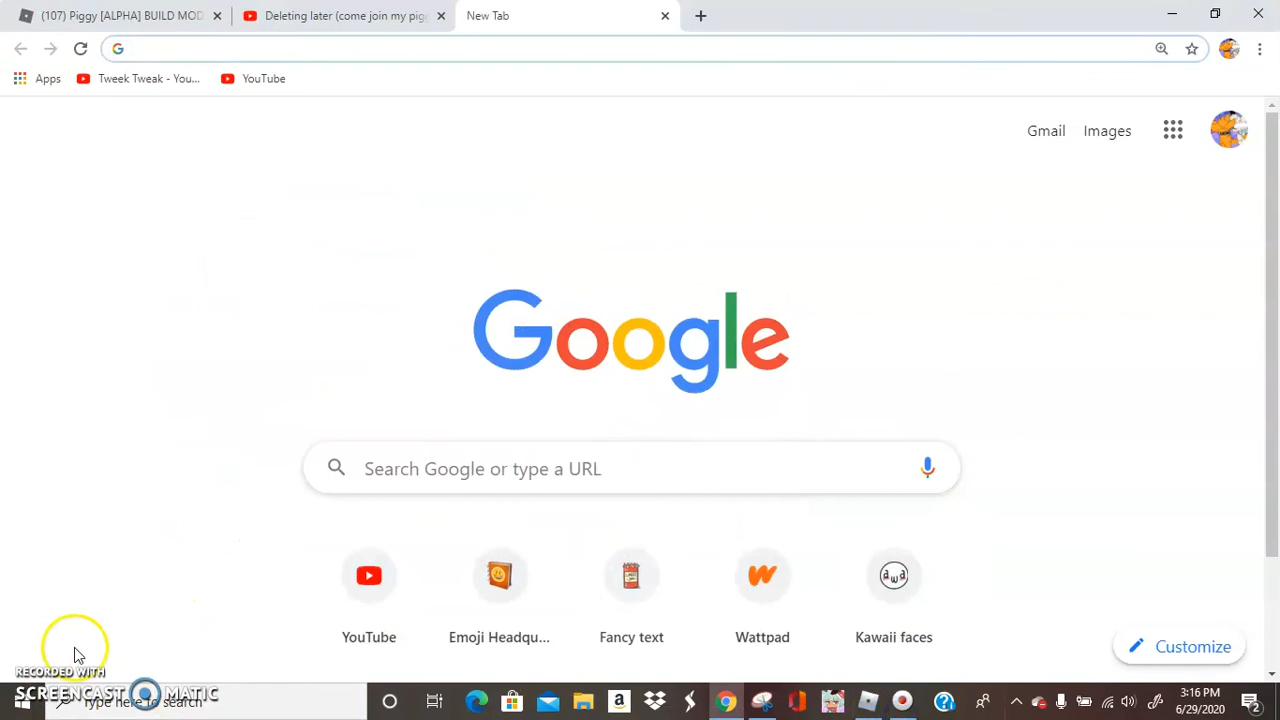 (107) Piggy [ALPHA] BUILD MOD
Deleting later (come join my pigg
New Tab
Apps
Tweek Tweak - You...
YouTube
Gmail
Images
Google
Search Google or type a URL
YouTube
Emoji Headqu...
Fancy text
Wattpad
Kawaii faces
Customize
RECORDED WITH
SCREENCAST MATIC
Type here to search
3:16 PM
6/29/2020
2